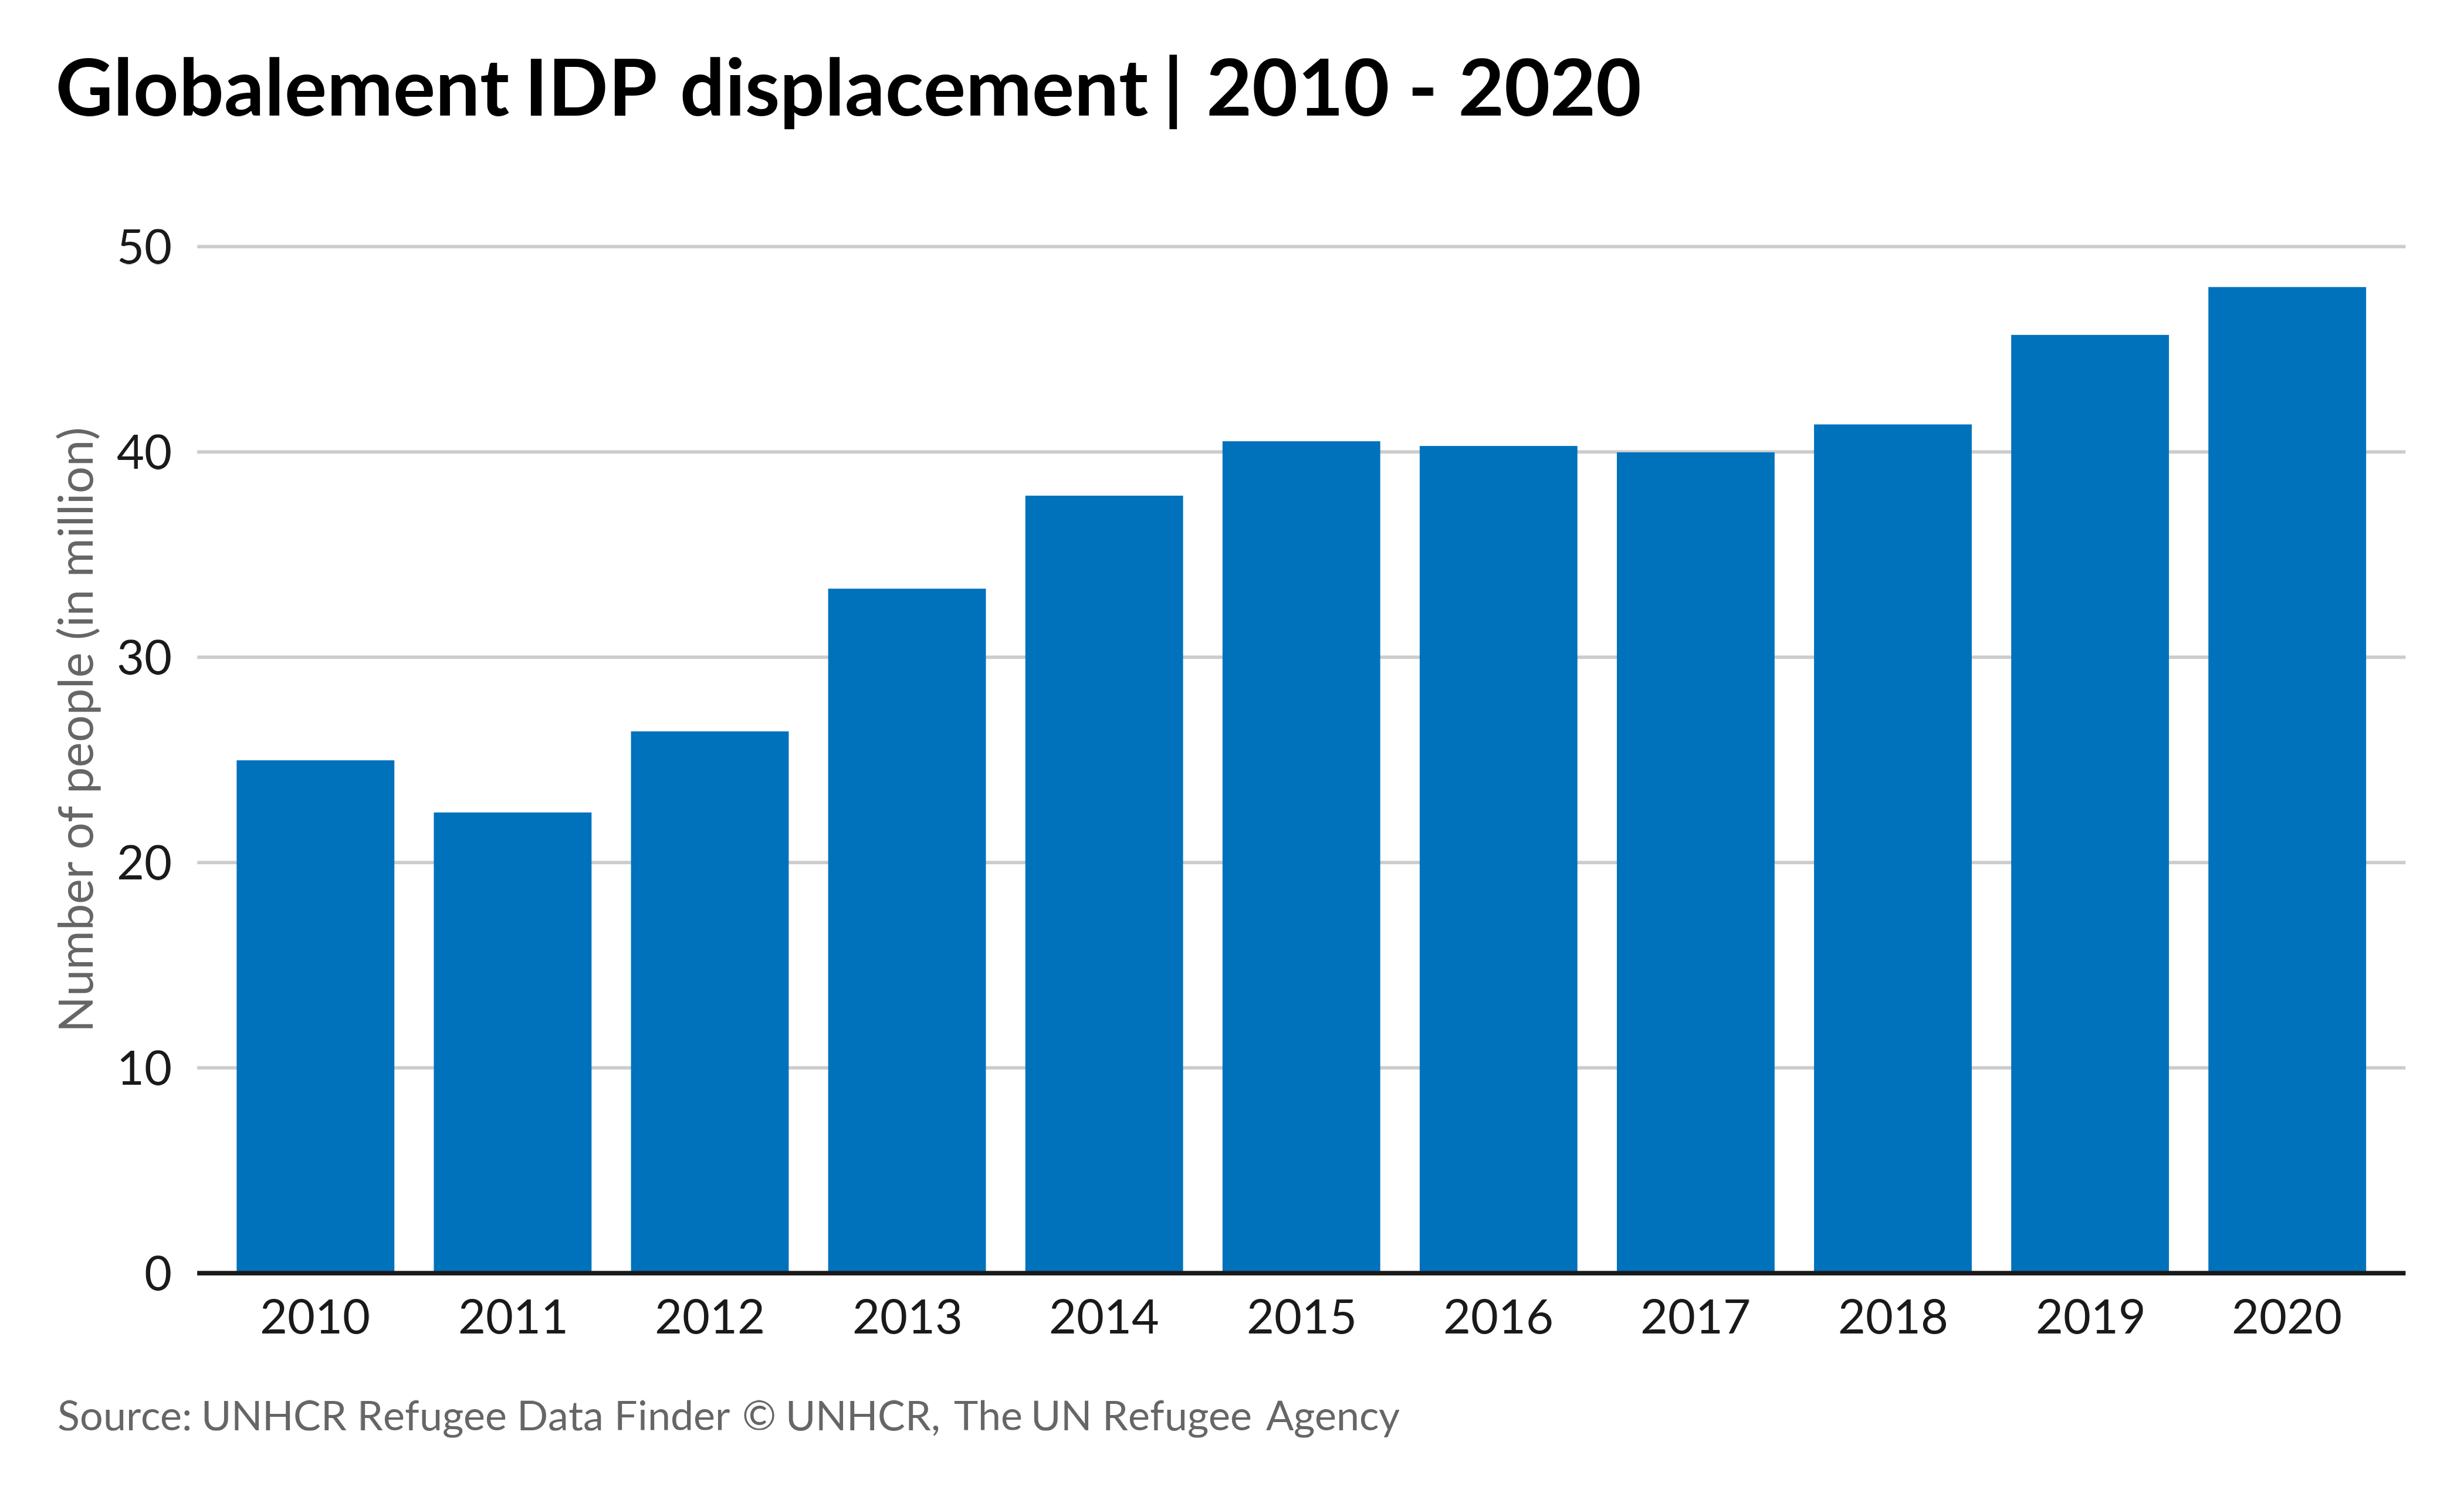 Globalement IDP displacement | 2010 - 2020
Number of people (in million)
50
40
30
20
10
0
2010 2011 2012 2013 2014 2015 2016 2017 2018 2019 2020
Source: UNHCR Refugee Data Finder © UNHCR, The UN Refugee Agency